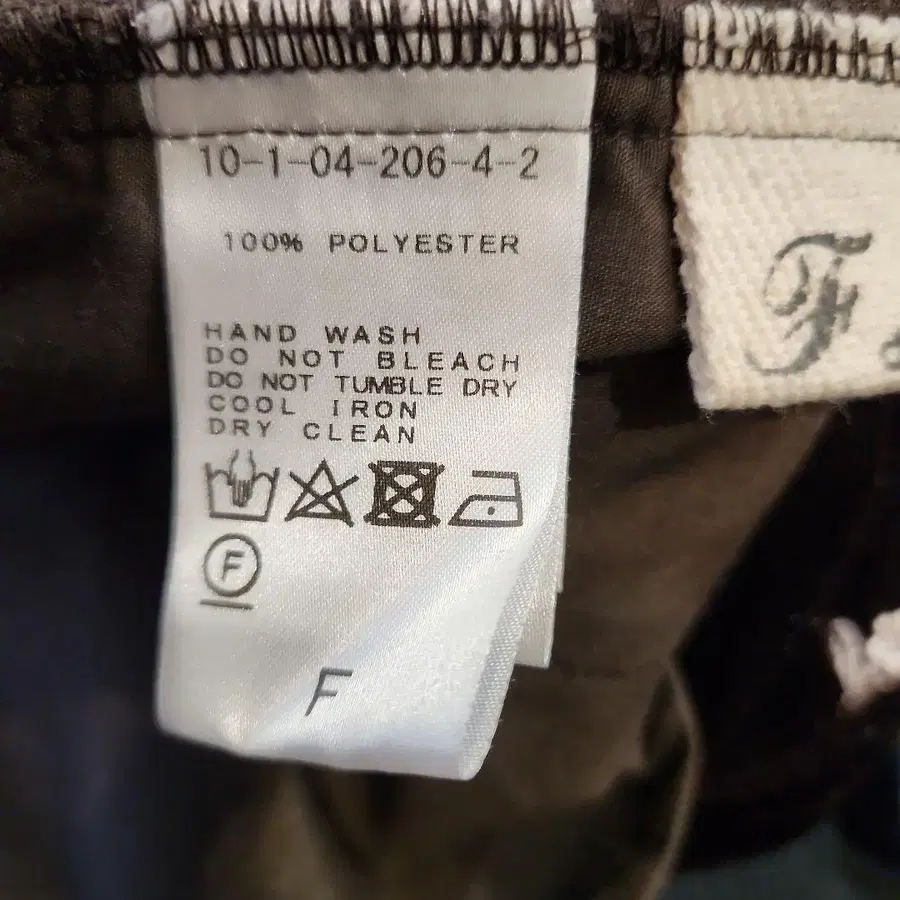 10-1-04-206-4-2
100% POLYESTER
HAND WASH
DO NOT BLEACH
DO NOT TUMBLE DRY
COOL IRON
DRY CLEAN
F
F
F